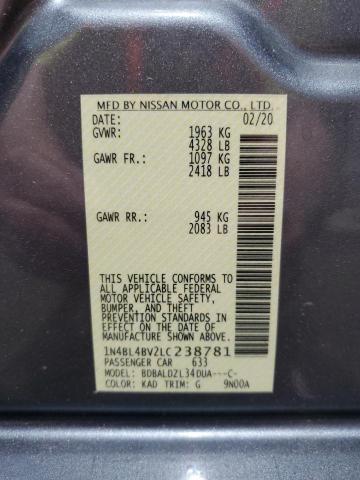 MFD BY NISSAN MOTOR CO., LTD.
DATE: 02/20
GVWR: 1963 KG
4328 LB
GAWR FR.: 1097 KG
2418 LB
GAWR RR.: 945 KG
2083 LB
THIS VEHICLE CONFORMS TO
ALL APPLICABLE FEDERAL
MOTOR VEHICLE SAFETY,
BUMPER, AND THEFT
PREVENTION STANDARDS IN
EFFECT ON THE DATE OF
MANUFACTURE SHOWN ABOVE.
1N4BL4BV2LC238781
PASSENGER CAR 633
MODEL: BDBALDZL34DUA---C-
COLOR: KAD TRIM: G 9N00A